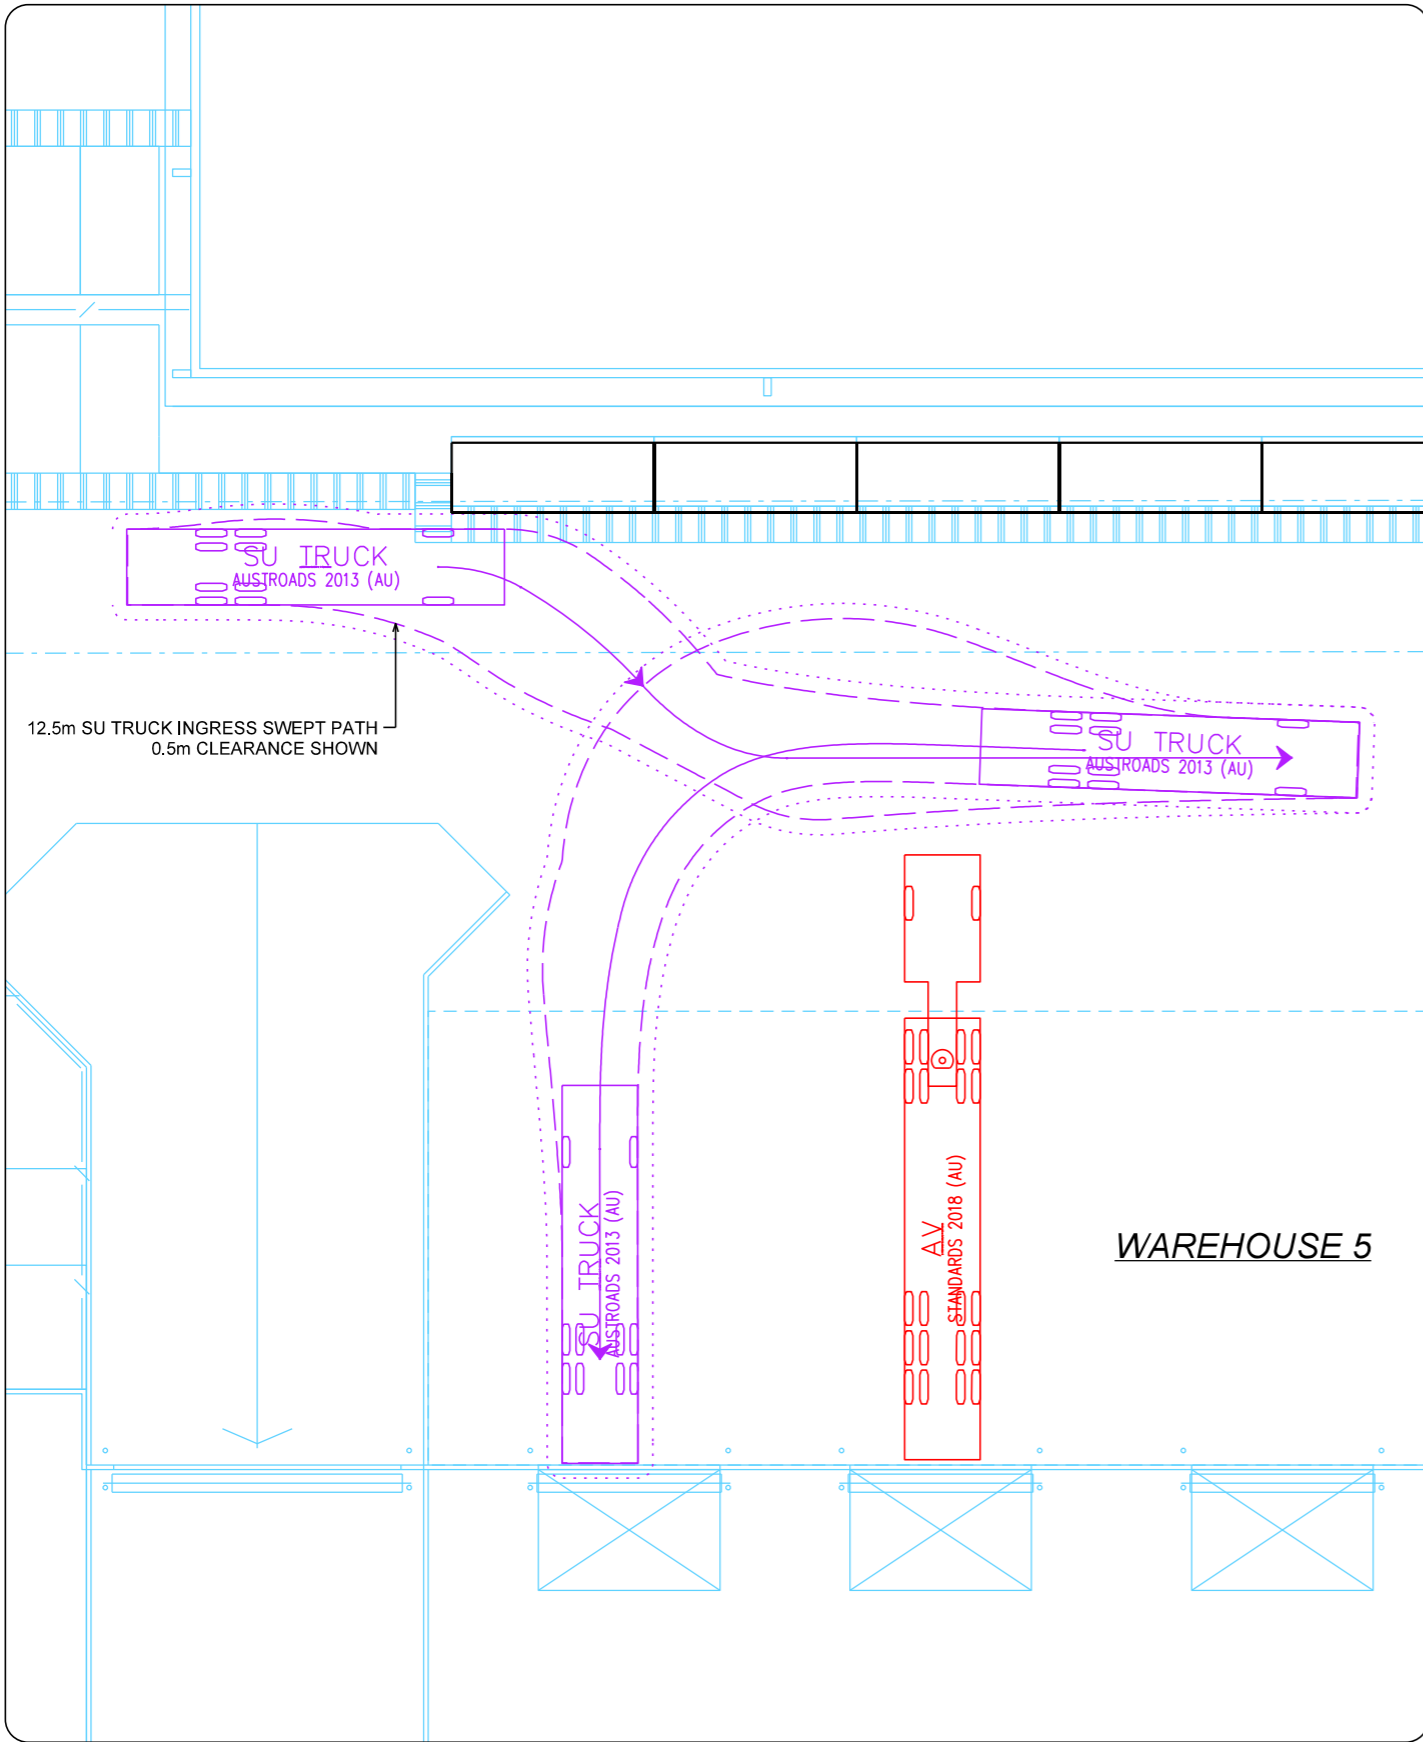 SU TRUCK
AUSTROADS 2013 (AU)
12.5m SU TRUCK INGRESS SWEPT PATH
0.5m CLEARANCE SHOWN
SU TRUCK
AUSTROADS 2013 (AU)
SU TRUCK
AUSTROADS 2013 (AU)
AV
STANDARDS 2018 (AU)
WAREHOUSE 5